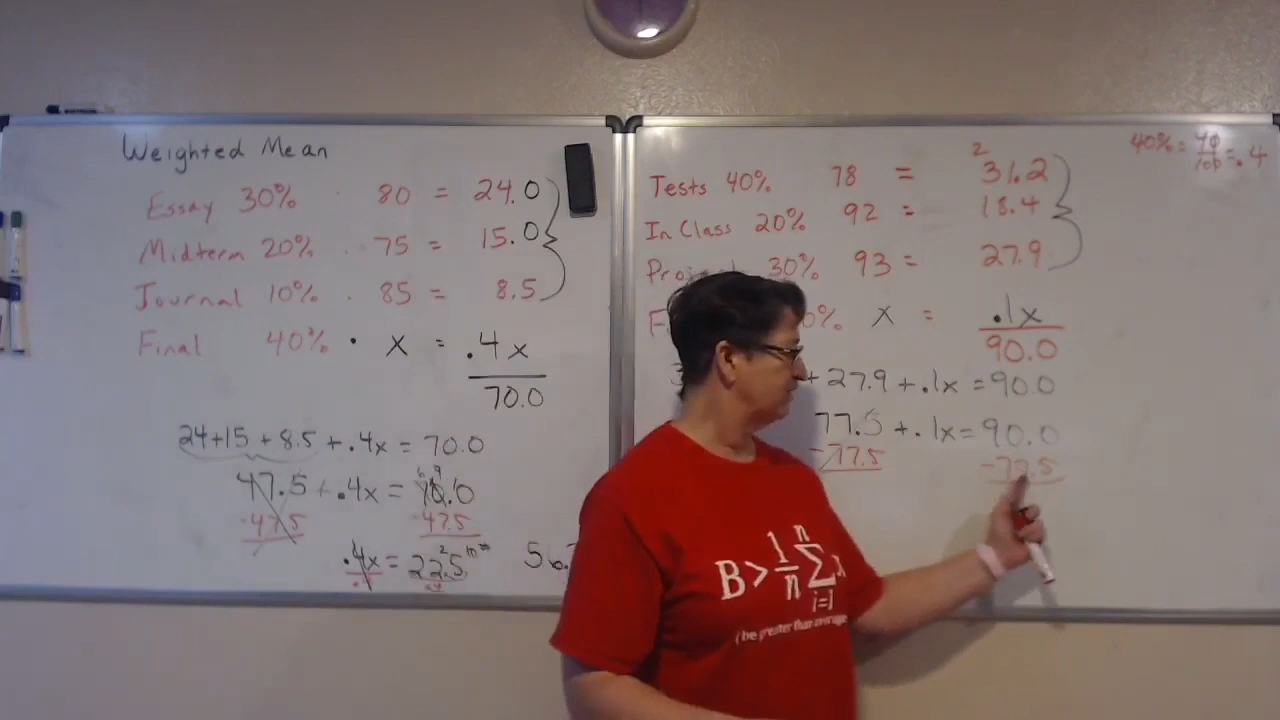 Weighted Mean
Essay 30% · 80 = 24.0
Midterm 20% · 75 = 15.0
Journal 10% · 85 = 8.5
Final 40% · x = .4x
70.0
24+15+8.5+.4x=70.0
47.5+.4x=70.0
-47.5 -47.5
.4x=22.5
.4
56.
40%=40/100=.4
2
Tests 40% 78 = 31.2
In Class 20% 92 = 18.4
Project 30% 93 = 27.9
0% x = .1x
90.0
+27.9+.1x=90.0
77.5+.1x=90.0
-77.5 -77.5
B>1/n n∑i=1
(be greater than average